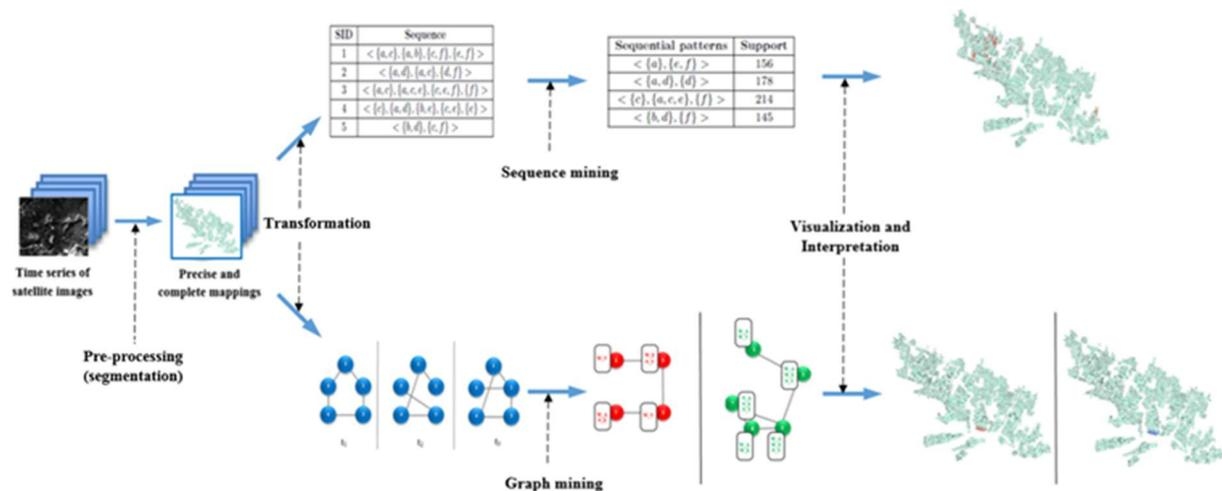 SID Sequence
1 < {a,c},{a,b},{c,f},{e,f} >
2 < {a,d},{a,c},{d,f} >
3 < {a,c},{a,c,e},{c,e,f},{f} >
4 < {c},{a,d},{b,e},{c,e},{e} >
5 < {b,d},{c,f} >
Sequential patterns Support
< {a},{e,f} > 156
< {a,d},{d} > 178
< {c},{a,c,e},{f} > 214
< {b,d},{f} > 145
Sequence mining
Transformation
Visualization and
Interpretation
Time series of
satellite images
Precise and
complete mappings
Pre-processing
(segmentation)
t₁ t₂ t₃
Graph mining